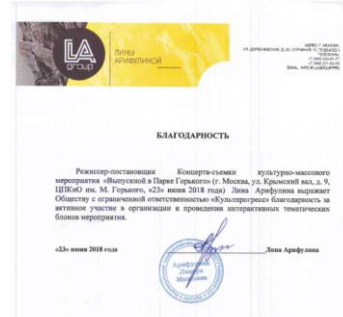 LA
group
ЛИНЫ
АРИФУЛИНОЙ
БЛАГОДАРНОСТЬ
Режиссер-постановщик Концерта-съемки культурно-массового
мероприятия «Выпускной в Парке Горького» (г. Москва, ул. Крымский вал, д. 9,
ЦПКиО им. М. Горького, «23» июня 2018 года) Лина Арифулина выражает
Обществу с ограниченной ответственностью «Культпрогресс» благодарность за
активное участие в организации и проведении интерактивных тематических
блоков мероприятия.
«23» июня 2018 года
Лина Арифулина